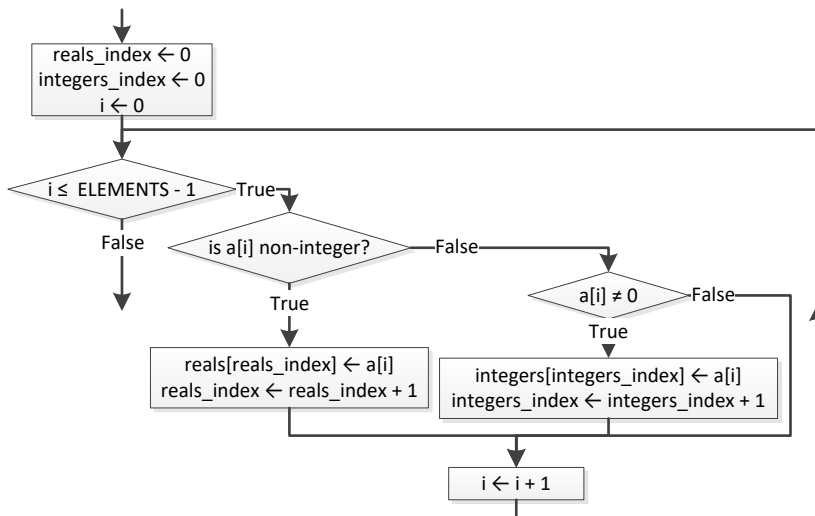 reals_index ← 0
integers_index ← 0
i ← 0
i ≤ ELEMENTS - 1
True
False
is a[i] non-integer?
False
True
a[i] ≠ 0
False
True
reals[reals_index] ← a[i]
reals_index ← reals_index + 1
integers[integers_index] ← a[i]
integers_index ← integers_index + 1
i ← i + 1